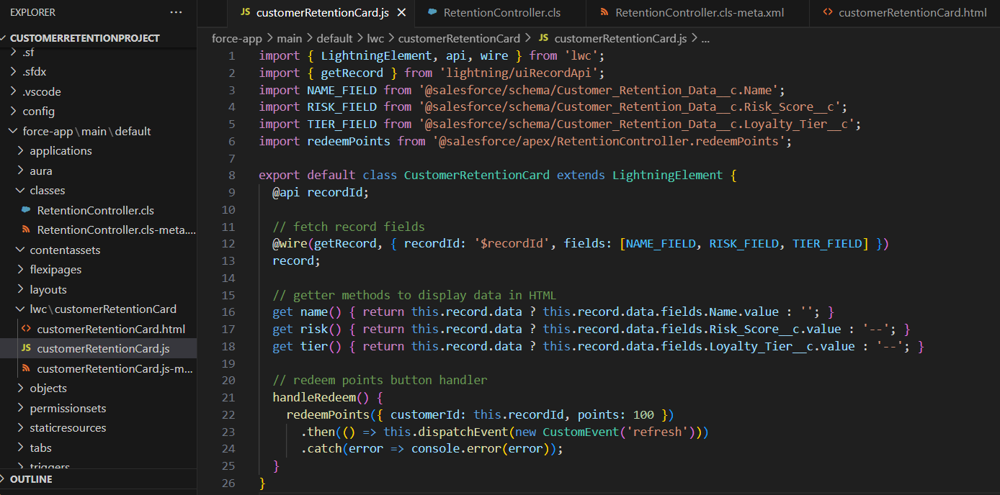 EXPLORER
...
CUSTOMERRETENTIONPROJECT
.sf
.sfdx
.vscode
config
force-app\main\default
applications
aura
classes
RetentionController.cls
RetentionController.cls-meta....
contentassets
flexipages
layouts
lwc\customerRetentionCard
customerRetentionCard.html
JS customerRetentionCard.js
customerRetentionCard.js-m...
objects
permissionsets
staticresources
tabs
triggers
OUTLINE
JS customerRetentionCard.js
RetentionController.cls
RetentionController.cls-meta.xml
customerRetentionCard.html
force-app > main > default > lwc > customerRetentionCard > JS customerRetentionCard.js > ...
1 import { LightningElement, api, wire } from 'lwc';
2 import { getRecord } from 'lightning/uiRecordApi';
3 import NAME_FIELD from '@salesforce/schema/Customer_Retention_Data__c.Name';
4 import RISK_FIELD from '@salesforce/schema/Customer_Retention_Data__c.Risk_Score__c';
5 import TIER_FIELD from '@salesforce/schema/Customer_Retention_Data__c.Loyalty_Tier__c';
6 import redeemPoints from '@salesforce/apex/RetentionController.redeemPoints';
7
8 export default class CustomerRetentionCard extends LightningElement {
9 @api recordId;
10
11 // fetch record fields
12 @wire(getRecord, { recordId: '$recordId', fields: [NAME_FIELD, RISK_FIELD, TIER_FIELD] })
13 record;
14
15 // getter methods to display data in HTML
16 get name() { return this.record.data ? this.record.data.fields.Name.value : ''; }
17 get risk() { return this.record.data ? this.record.data.fields.Risk_Score__c.value : '--'; }
18 get tier() { return this.record.data ? this.record.data.fields.Loyalty_Tier__c.value : '--'; }
19
20 // redeem points button handler
21 handleRedeem() {
22 redeemPoints({ customerId: this.recordId, points: 100 })
23 .then(() => this.dispatchEvent(new CustomEvent('refresh')))
24 .catch(error => console.error(error));
25 }
26 }